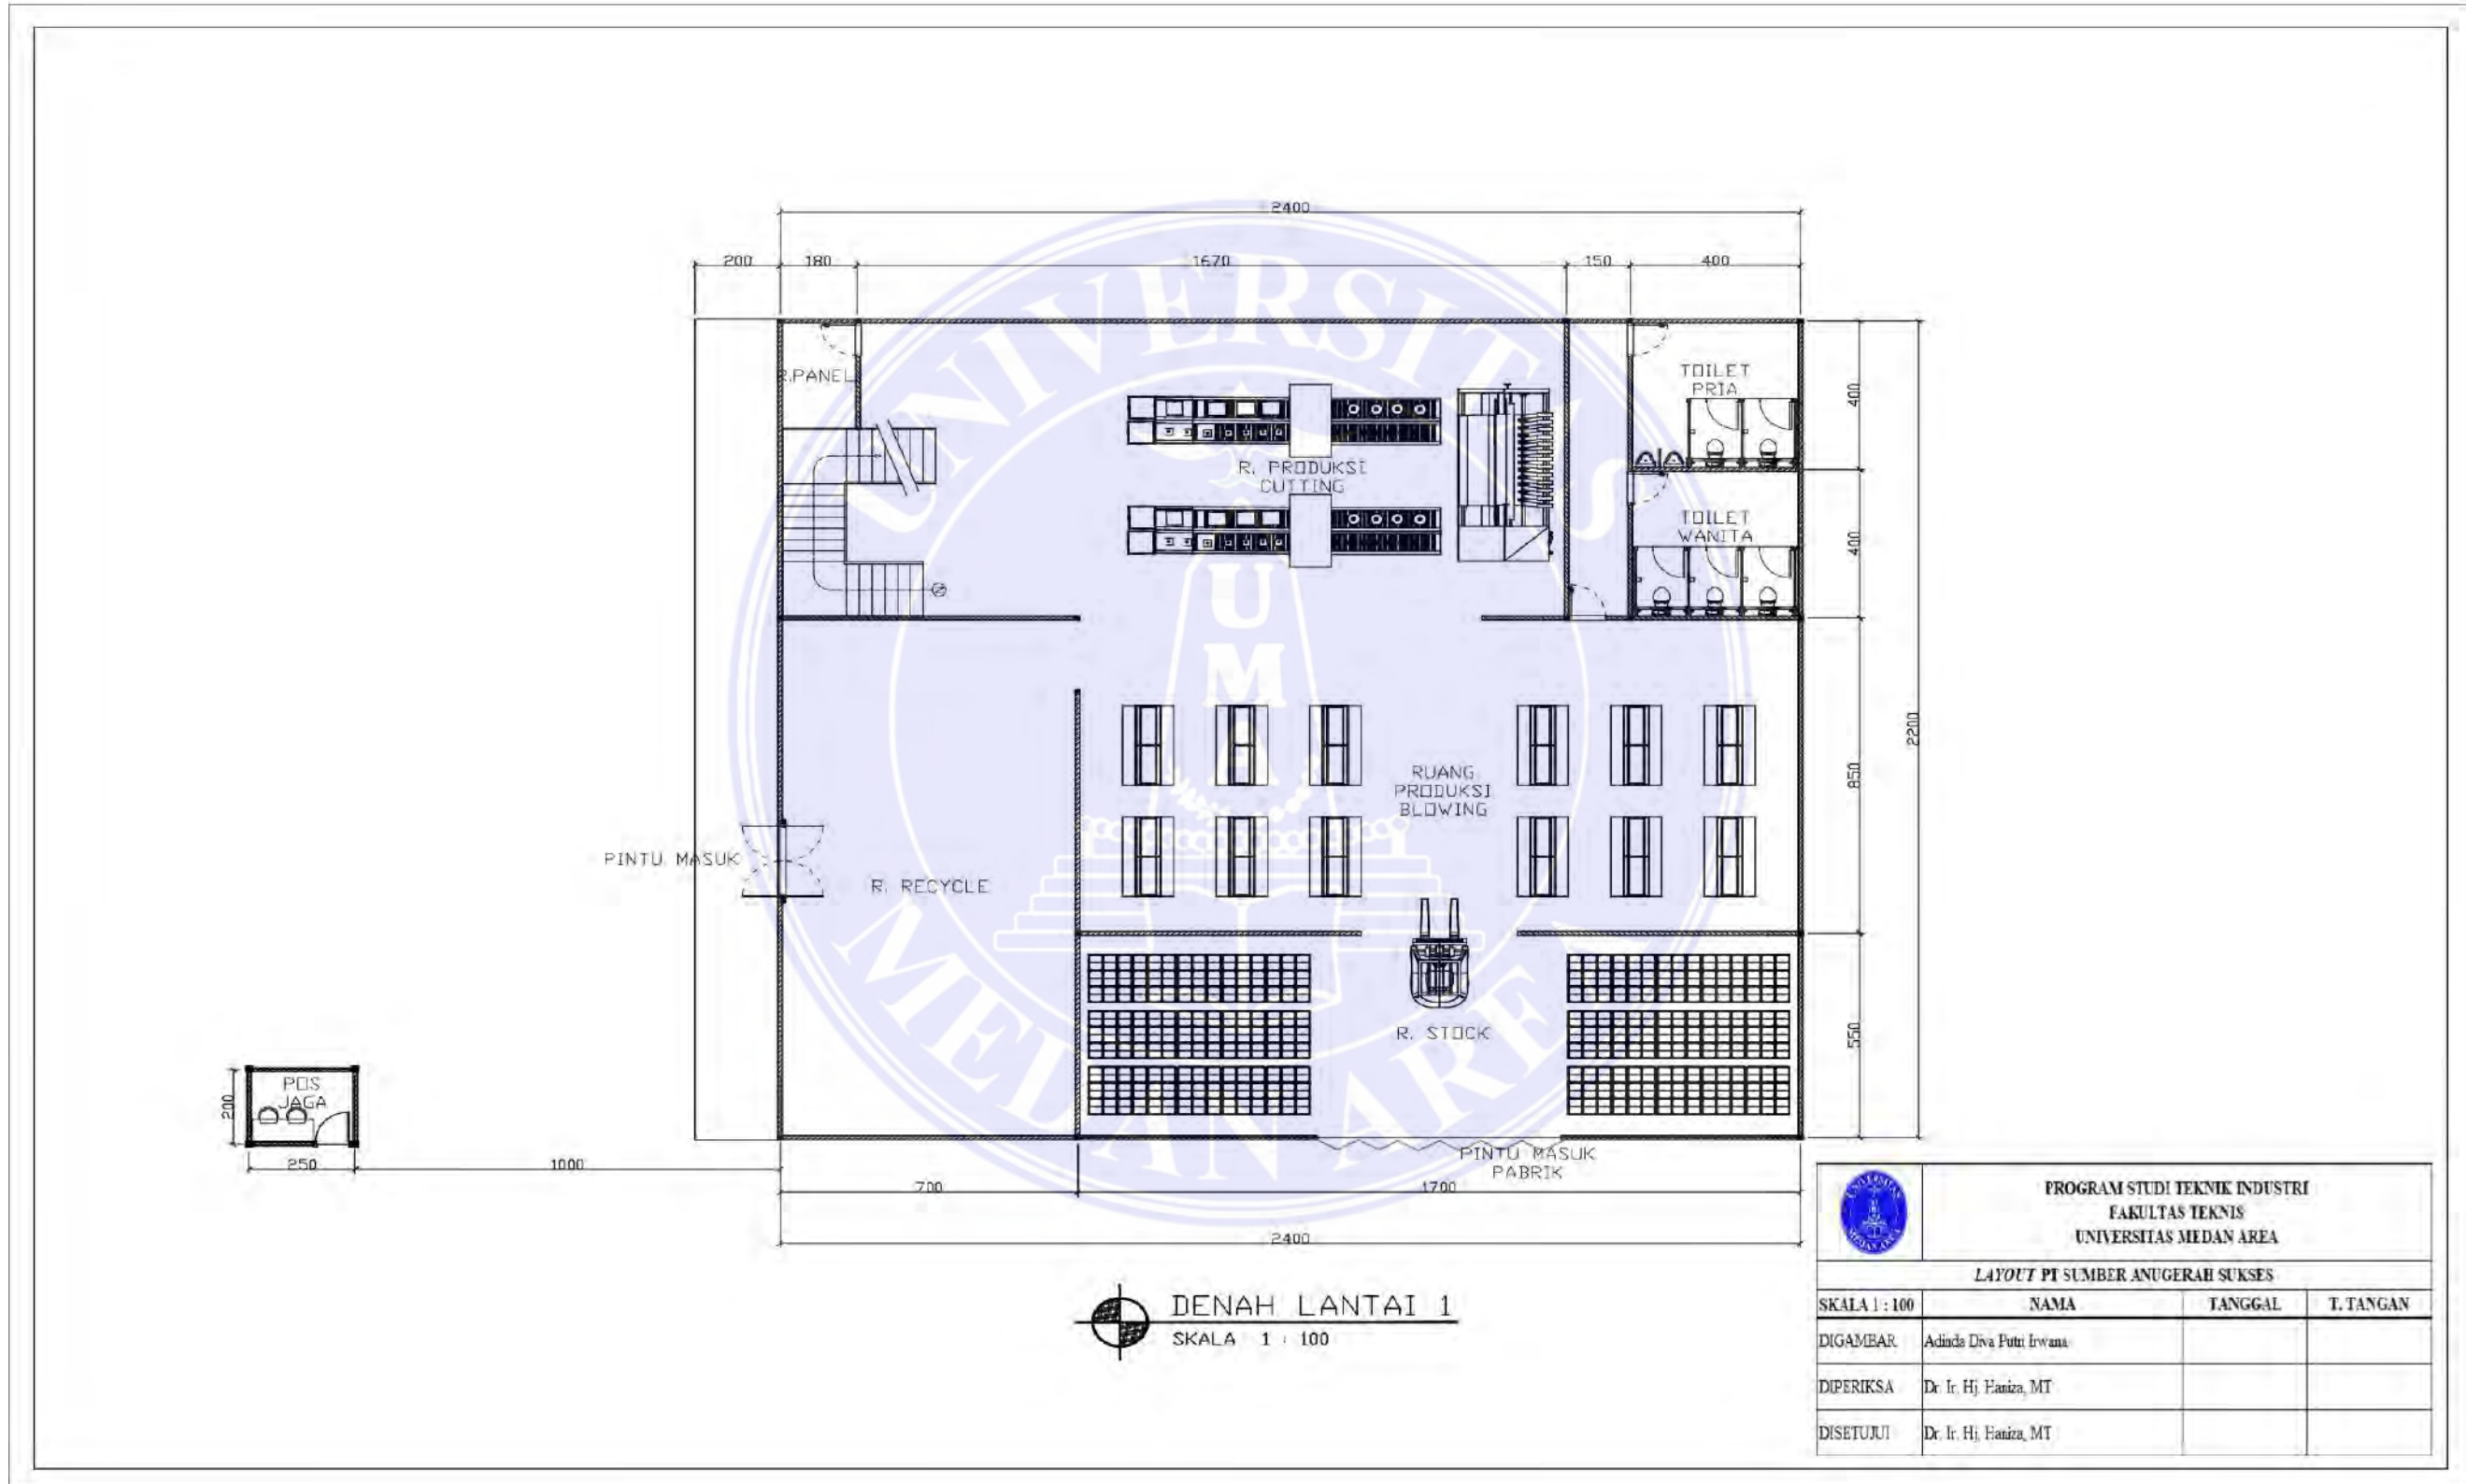 2400
200
180
1670
150
400
R.PANEL
TOILET
PRIA
400
R. PRODUKSI
CUTTING
TOILET
WANITA
400
UNIVERSITAS
UMA
MEDAN AREA
2200
RUANG
PRODUKSI
BLOWING
850
PINTU MASUK
R. RECYCLE
R. STOCK
550
POS
JAGA
200
250
1000
PINTU MASUK
PABRIK
700
1700
2400
DENAH LANTAI 1
SKALA 1 : 100
PROGRAM STUDI TEKNIK INDUSTRI
FAKULTAS TEKNIS
UNIVERSITAS MEDAN AREA
LAYOUT PT SUMBER ANUGERAH SUKSES
SKALA 1 : 100 NAMA TANGGAL T. TANGAN
DIGAMBAR Adinda Diva Putri Irwana
DIPERIKSA Dr. Ir. Hj. Haniza, MT
DISETUJUI Dr. Ir. Hj. Haniza, MT